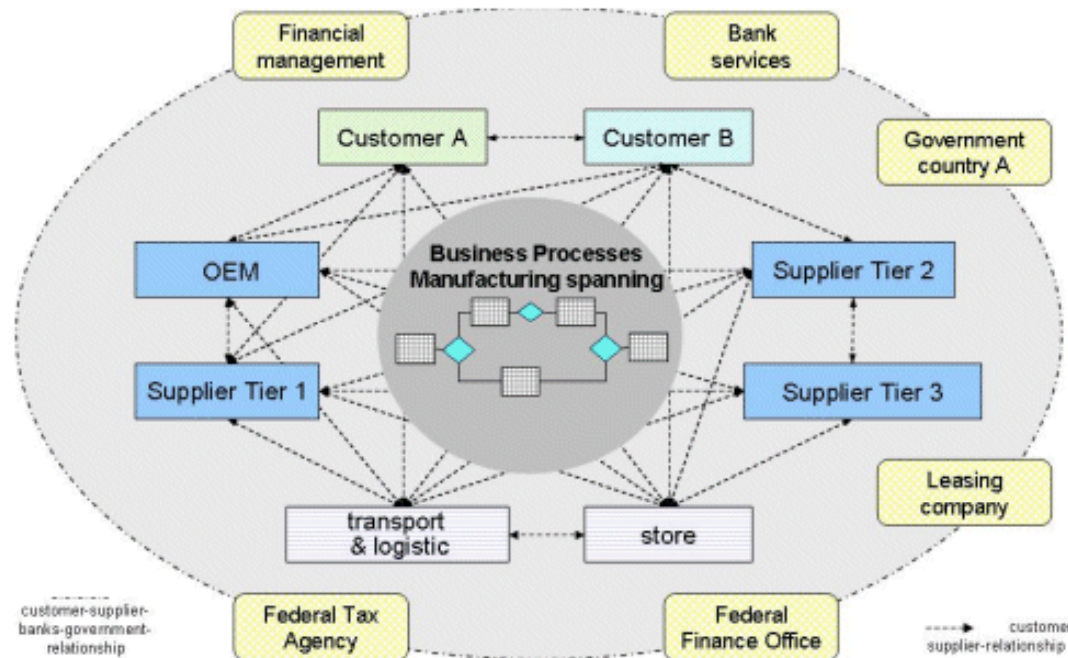 Financial
management
Bank
services
Customer A
Customer B
Government
country A
Business Processes
Manufacturing spanning
OEM
Supplier Tier 2
Supplier Tier 1
Supplier Tier 3
Leasing
company
transport
& logistic
store
customer-supplier-
banks-government-
relationship
Federal Tax
Agency
Federal
Finance Office
custome
supplier-relationship